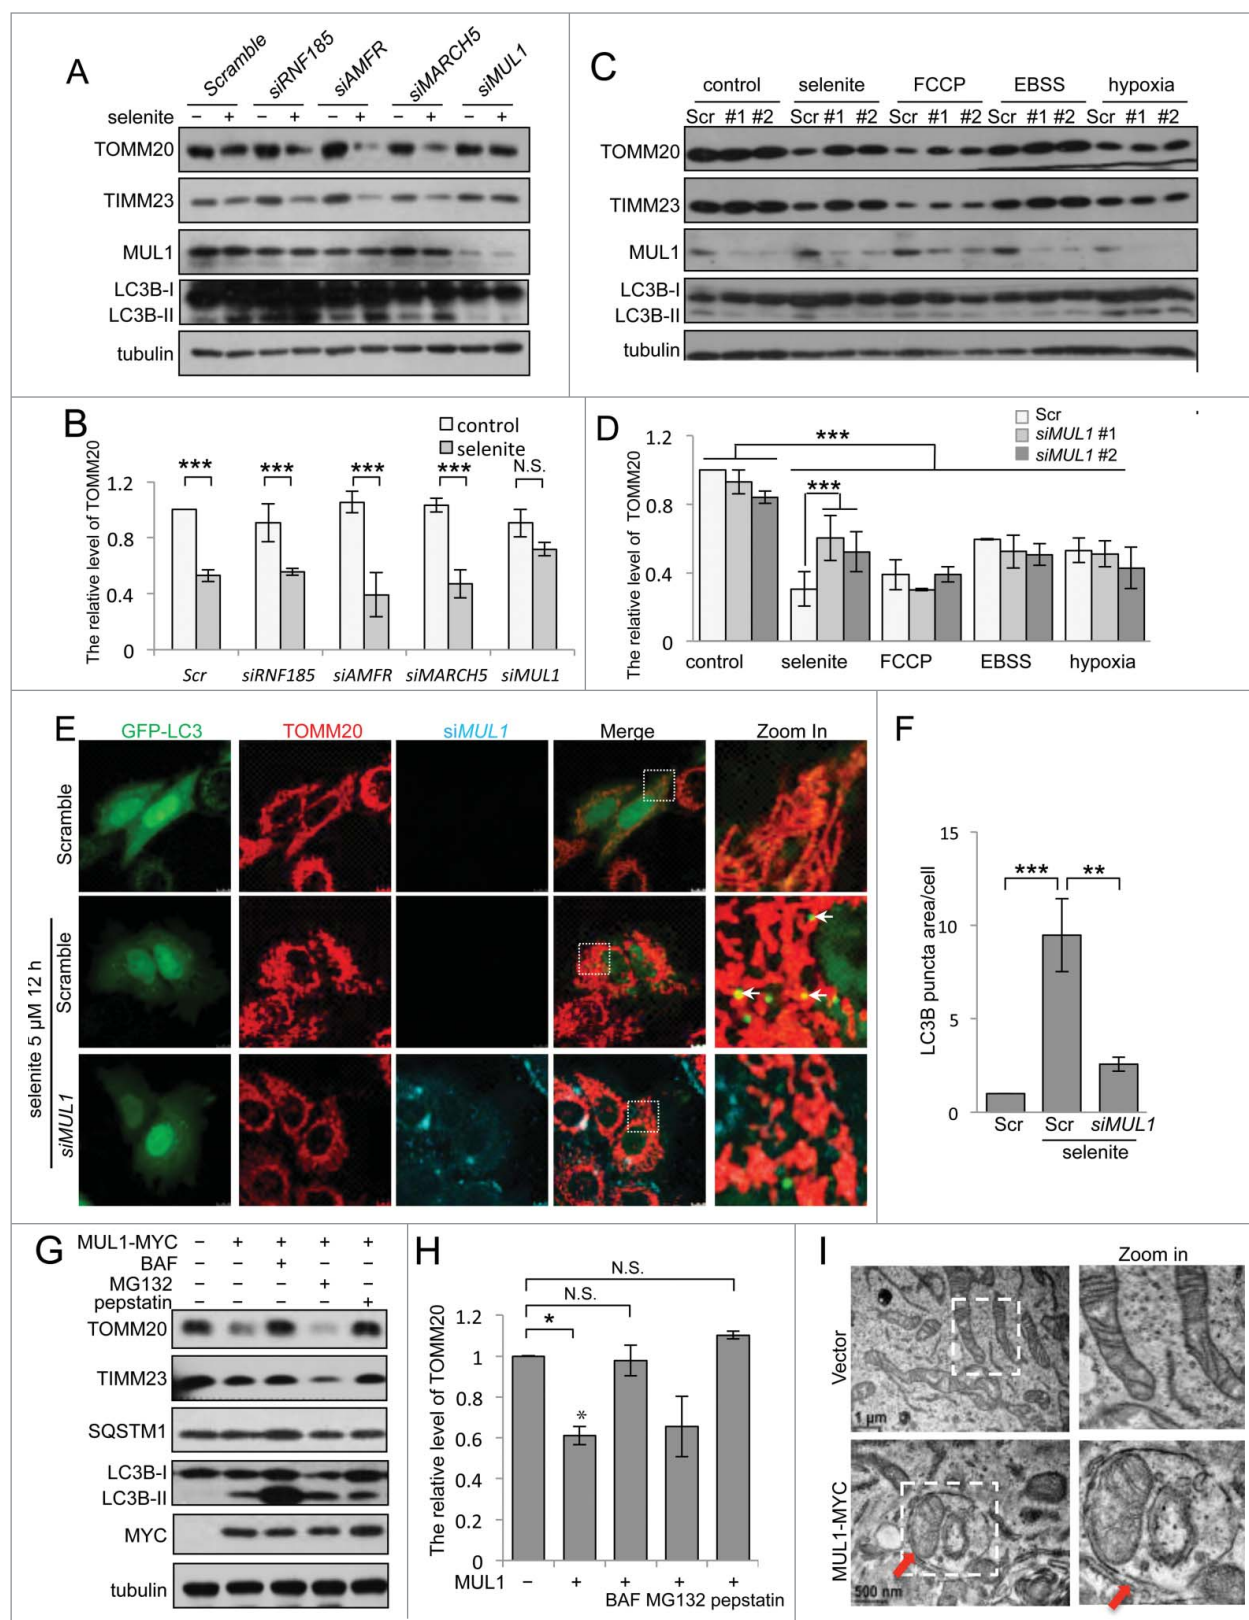 A
Scramble siRNF185 siAMFR siMARCH5 siMUL1
selenite – + – + – + – + – +
TOMM20
TIMM23
MUL1
LC3B-I
LC3B-II
tubulin
C
control selenite FCCP EBSS hypoxia
Scr #1 #2 Scr #1 #2 Scr #1 #2 Scr #1 #2 Scr #1 #2
TOMM20
TIMM23
MUL1
LC3B-I
LC3B-II
tubulin
B
control
selenite
*** *** *** *** N.S.
The relative level of TOMM20
1.2
0.8
0.4
0
Scr siRNF185 siAMFR siMARCH5 siMUL1
D
Scr
siMUL1 #1
siMUL1 #2
***
***
The relative level of TOMM20
1.2
0.8
0.4
0
control selenite FCCP EBSS hypoxia
E
GFP-LC3 TOMM20 siMUL1 Merge Zoom In
Scramble
selenite 5 µM 12 h
Scramble
siMUL1
F
LC3B puncta area/cell
15
10
5
0
*** **
Scr Scr siMUL1
selenite
G
MUL1-MYC – + + + +
BAF – – + – –
MG132 – – – + –
pepstatin – – – – +
TOMM20
TIMM23
SQSTM1
LC3B-I
LC3B-II
MYC
tubulin
H
N.S.
N.S.
*
*
The relative level of TOMM20
1.2
1
0.8
0.6
0.4
0.2
0
MUL1 – + + + +
BAF MG132 pepstatin
I
Zoom in
Vector
1 µm
MUL1-MYC
500 nm